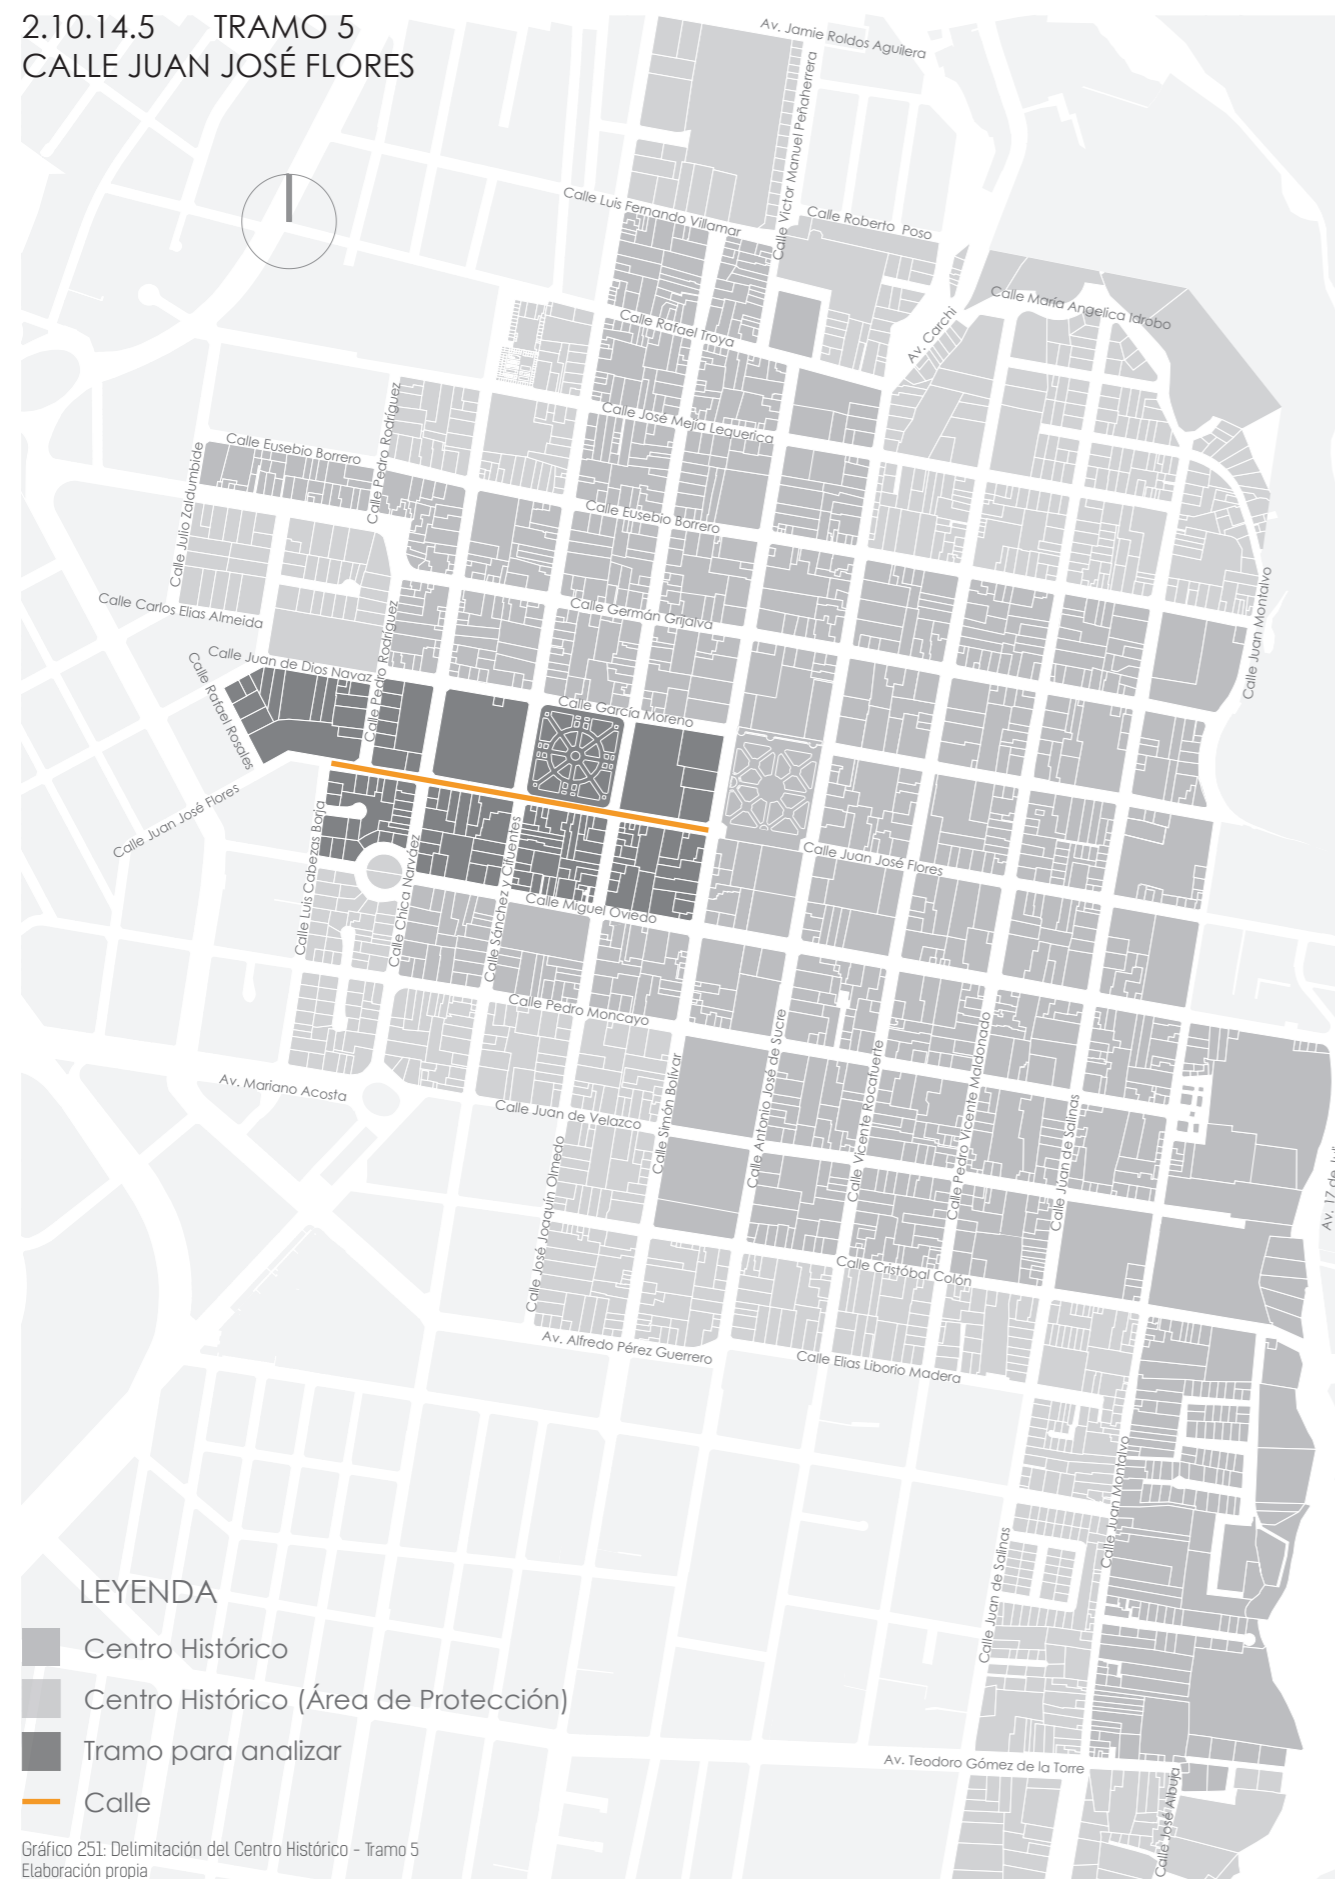 2.10.14.5 TRAMO 5
CALLE JUAN JOSÉ FLORES
Av. Jamie Roldos Aguilera
Calle Victor Manuel Peñaherrera
Calle Luis Fernando Villamar
Calle Roberto Poso
Calle María Angelica Idrobo
Av. Carchi
Calle Rafael Troya
Calle José Mejia Lequerica
Calle Pedro Rodríguez
Calle Eusebio Borrero
Calle Julio Zaldumbide
Calle Eusebio Borrero
Calle Juan Montalvo
Calle Carlos Elias Almeida
Calle Germán Grijalva
Calle Pedro Rodríguez
Calle Juan de Dios Navaz
Calle Rafael Rosales
Calle García Moreno
Calle Juan José Flores
Calle Juan José Flores
Calle Luis Cabezas Borja
Calle Chica Narváez
Calle Sánchez y Cifuentes
Calle Miguel Oviedo
Calle Pedro Moncayo
Av. Mariano Acosta
Calle Juan de Velazco
Calle Simón Bolívar
Calle Antonio José de Sucre
Calle Vicente Rocafuerte
Calle Pedro Vicente Maldonado
Calle Juan de Salinas
Av. 17 de
Calle José Joaquín Olmedo
Calle Cristóbal Colón
Av. Alfredo Pérez Guerrero
Calle Elias Liborio Madera
Calle Juan Montalvo
Calle Juan de Salinas
Av. Teodoro Gómez de la Torre
Calle José Albuja
LEYENDA
Centro Histórico
Centro Histórico (Área de Protección)
Tramo para analizar
Calle
Gráfico 251: Delimitación del Centro Histórico - Tramo 5
Elaboración propia